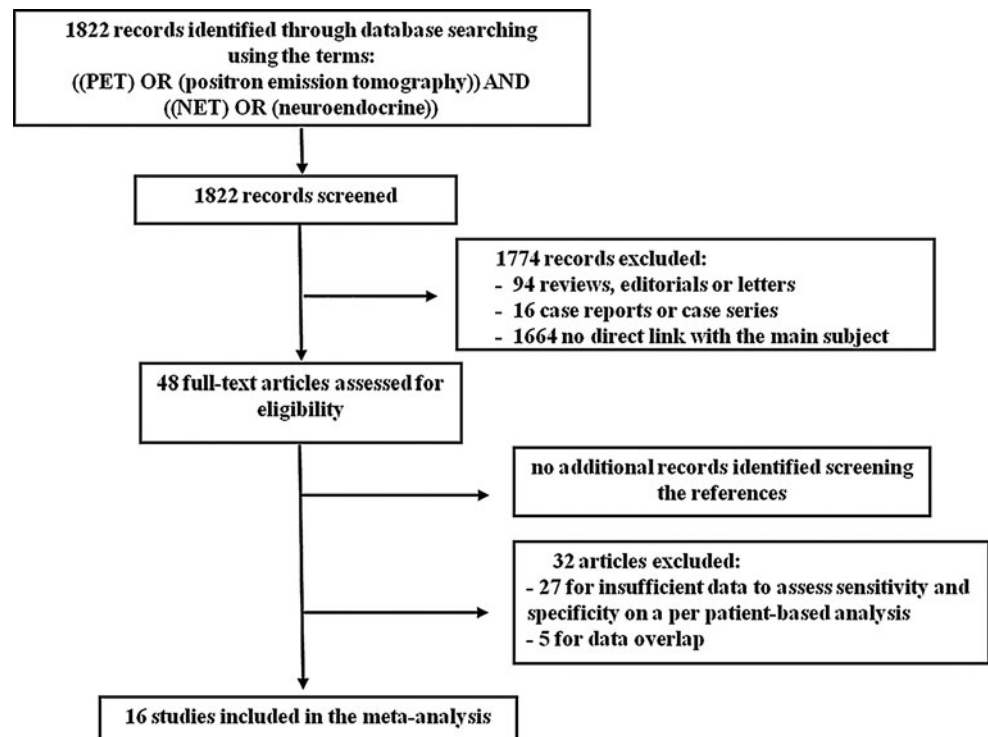 1822 records identified through database searching
using the terms:
((PET) OR (positron emission tomography)) AND
((NET) OR (neuroendocrine))
1822 records screened
1774 records excluded:
- 94 reviews, editorials or letters
- 16 case reports or case series
- 1664 no direct link with the main subject
48 full-text articles assessed for
eligibility
no additional records identified screening
the references
32 articles excluded:
- 27 for insufficient data to assess sensitivity and
specificity on a per patient-based analysis
- 5 for data overlap
16 studies included in the meta-analysis